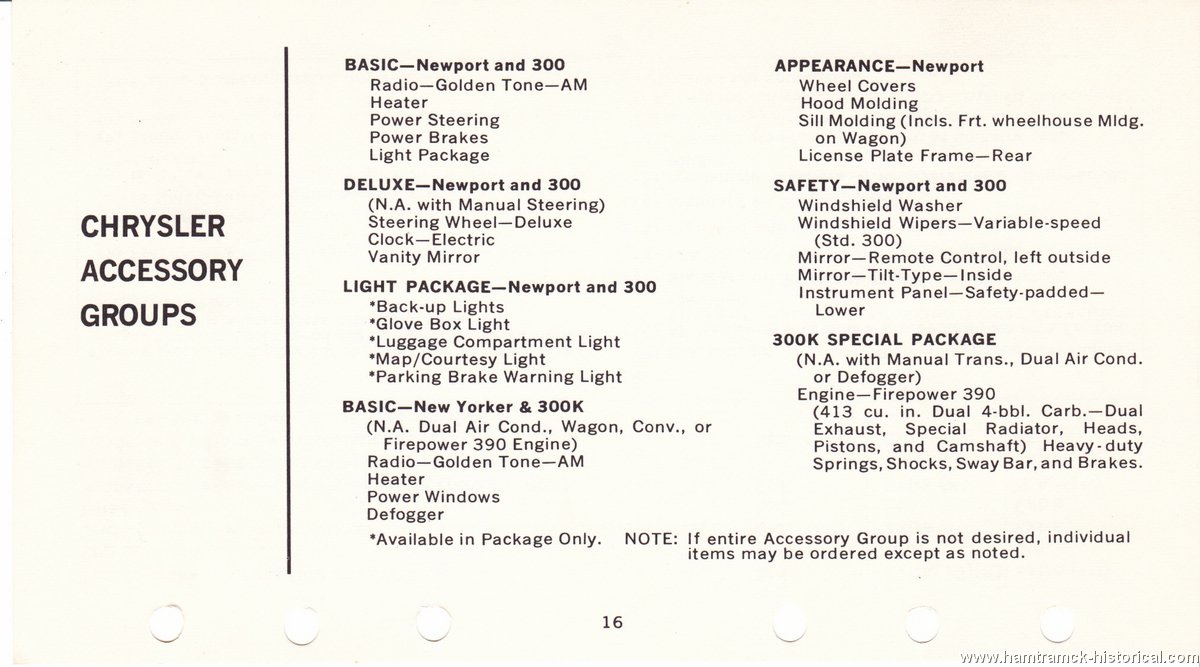 CHRYSLER
ACCESSORY
GROUPS
BASIC—Newport and 300
Radio—Golden Tone—AM
Heater
Power Steering
Power Brakes
Light Package
DELUXE—Newport and 300
(N.A. with Manual Steering)
Steering Wheel—Deluxe
Clock—Electric
Vanity Mirror
LIGHT PACKAGE—Newport and 300
*Back-up Lights
*Glove Box Light
*Luggage Compartment Light
*Map/Courtesy Light
*Parking Brake Warning Light
BASIC—New Yorker & 300K
(N.A. Dual Air Cond., Wagon, Conv., or
Firepower 390 Engine)
Radio—Golden Tone—AM
Heater
Power Windows
Defogger
APPEARANCE—Newport
Wheel Covers
Hood Molding
Sill Molding (Incls. Frt. wheelhouse Mldg.
on Wagon)
License Plate Frame—Rear
SAFETY—Newport and 300
Windshield Washer
Windshield Wipers—Variable-speed
(Std. 300)
Mirror—Remote Control, left outside
Mirror—Tilt-Type—Inside
Instrument Panel—Safety-padded—
Lower
300K SPECIAL PACKAGE
(N.A. with Manual Trans., Dual Air Cond.
or Defogger)
Engine—Firepower 390
(413 cu. in. Dual 4-bbl. Carb.—Dual
Exhaust, Special Radiator, Heads,
Pistons, and Camshaft) Heavy-duty
Springs, Shocks, Sway Bar, and Brakes.
*Available in Package Only. NOTE: If entire Accessory Group is not desired, individual
items may be ordered except as noted.
16
www.hamtramck-historical.com